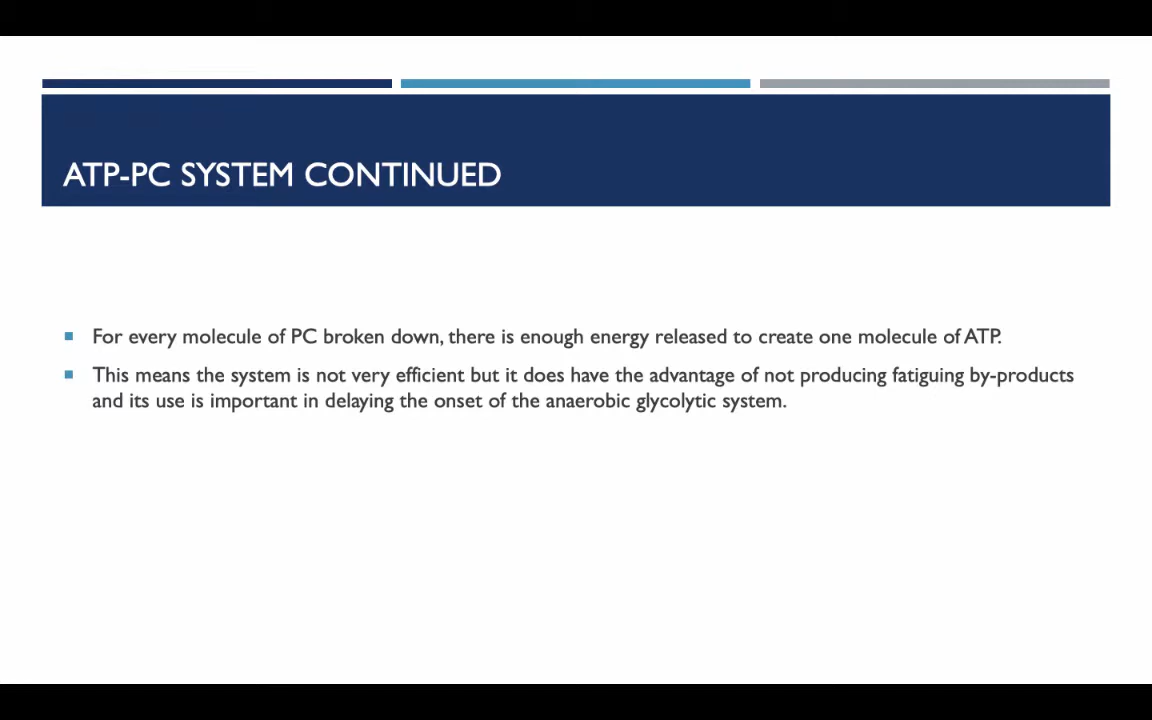 ATP-PC SYSTEM CONTINUED
For every molecule of PC broken down, there is enough energy released to create one molecule of ATP.
This means the system is not very efficient but it does have the advantage of not producing fatiguing by-products
and its use is important in delaying the onset of the anaerobic glycolytic system.